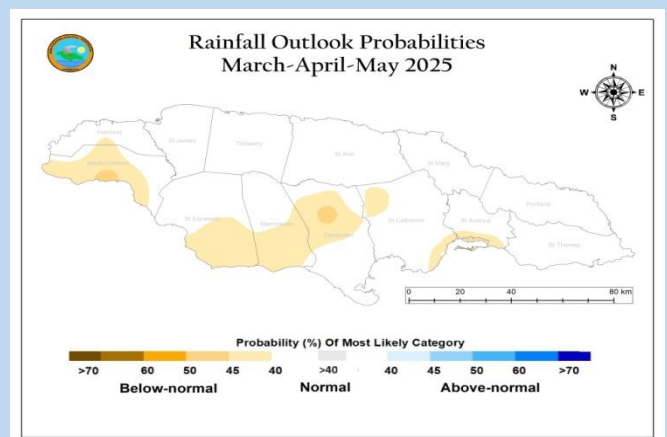 Rainfall Outlook Probabilities
March-April-May 2025
N
W E
S
Hanover
St James
Trelawny
St Ann
St Mary
Westmoreland
Portland
St Elizabeth
Manchester
Clarendon
St Catherine
St Andrew
St Thomas
0 20 40 80 km
Probability (%) Of Most Likely Category
>70 60 50 45 40 >40 40 45 50 60 >70
Below-normal Normal Above-normal